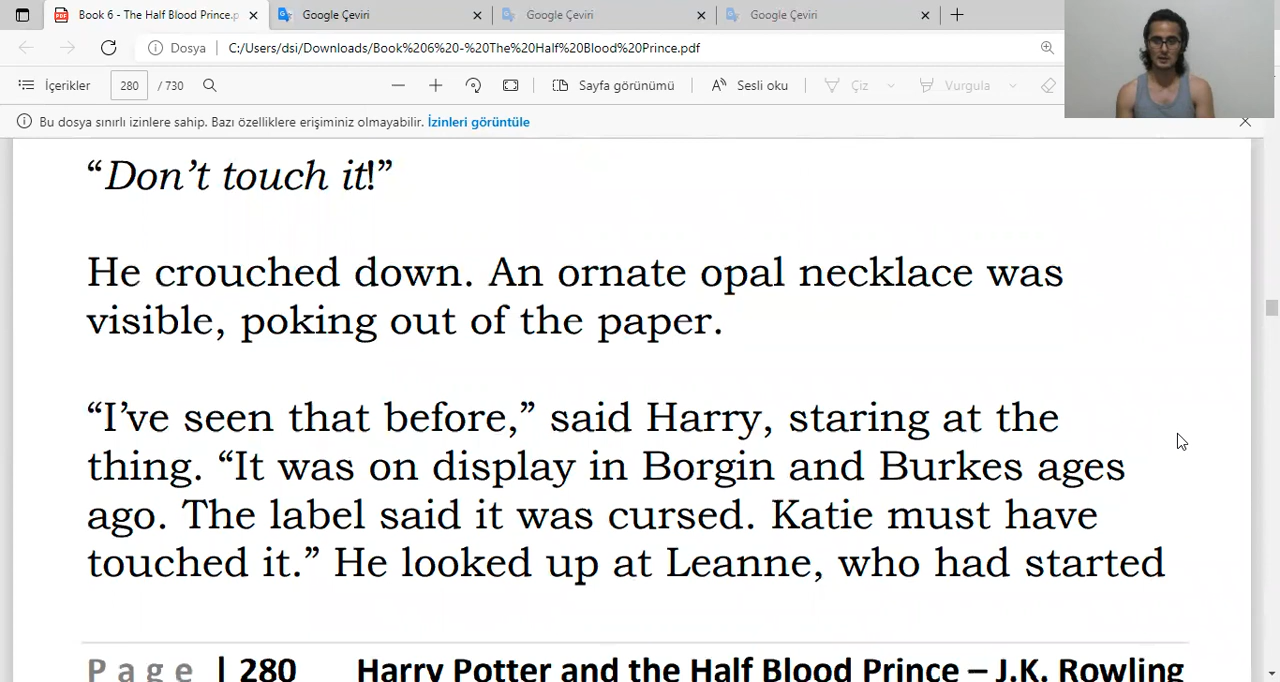 Book 6 - The Half Blood Prince.p
Google Çeviri
Google Çeviri
Google Çeviri
Dosya
C:/Users/dsi/Downloads/Book%206%20-%20The%20Half%20Blood%20Prince.pdf
İçerikler
280
/ 730
Sayfa görünümü
Sesli oku
Çiz
Vurgula
Bu dosya sınırlı izinlere sahip. Bazı özelliklere erişiminiz olmayabilir. İzinleri görüntüle
“Don’t touch it!”
He crouched down. An ornate opal necklace was
visible, poking out of the paper.
“I’ve seen that before,” said Harry, staring at the
thing. “It was on display in Borgin and Burkes ages
ago. The label said it was cursed. Katie must have
touched it.” He looked up at Leanne, who had started
Page | 280 Harry Potter and the Half Blood Prince – J.K. Rowling